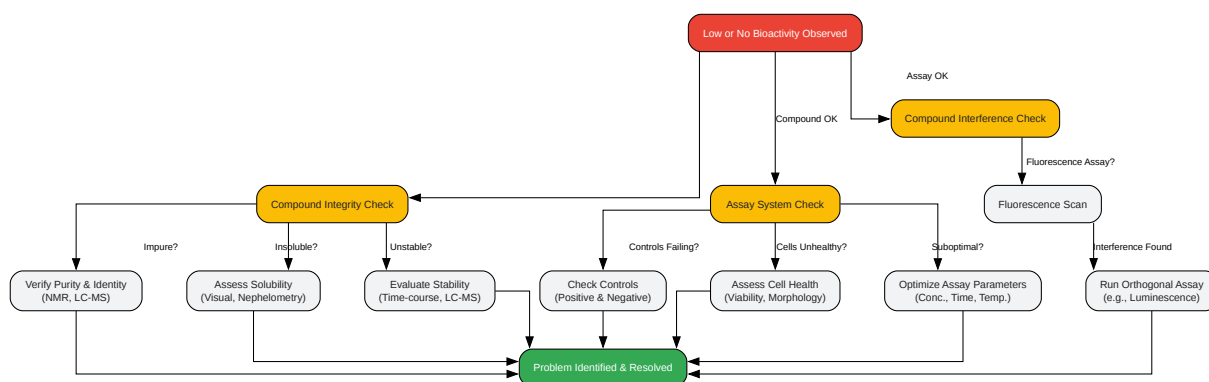 Low or No Bioactivity Observed
Assay OK
Compound OK
Compound Interference Check
Fluorescence Assay?
Compound Integrity Check
Assay System Check
Fluorescence Scan
Impure?
Insoluble?
Unstable?
Controls Failing?
Cells Unhealthy?
Suboptimal?
Interference Found
Verify Purity & Identity
(NMR, LC-MS)
Assess Solubility
(Visual, Nephelometry)
Evaluate Stability
(Time-course, LC-MS)
Check Controls
(Positive & Negative)
Assess Cell Health
(Viability, Morphology)
Optimize Assay Parameters
(Conc., Time, Temp.)
Run Orthogonal Assay
(e.g., Luminescence)
Problem Identified & Resolved